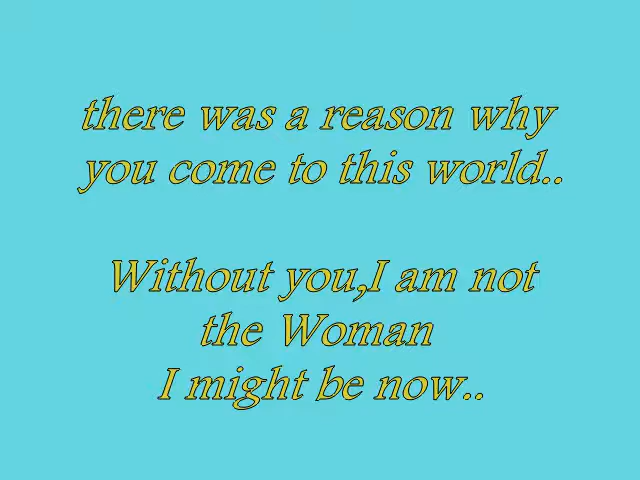 there was a reason why
you come to this world..
Without you,I am not
the Woman
I might be now..